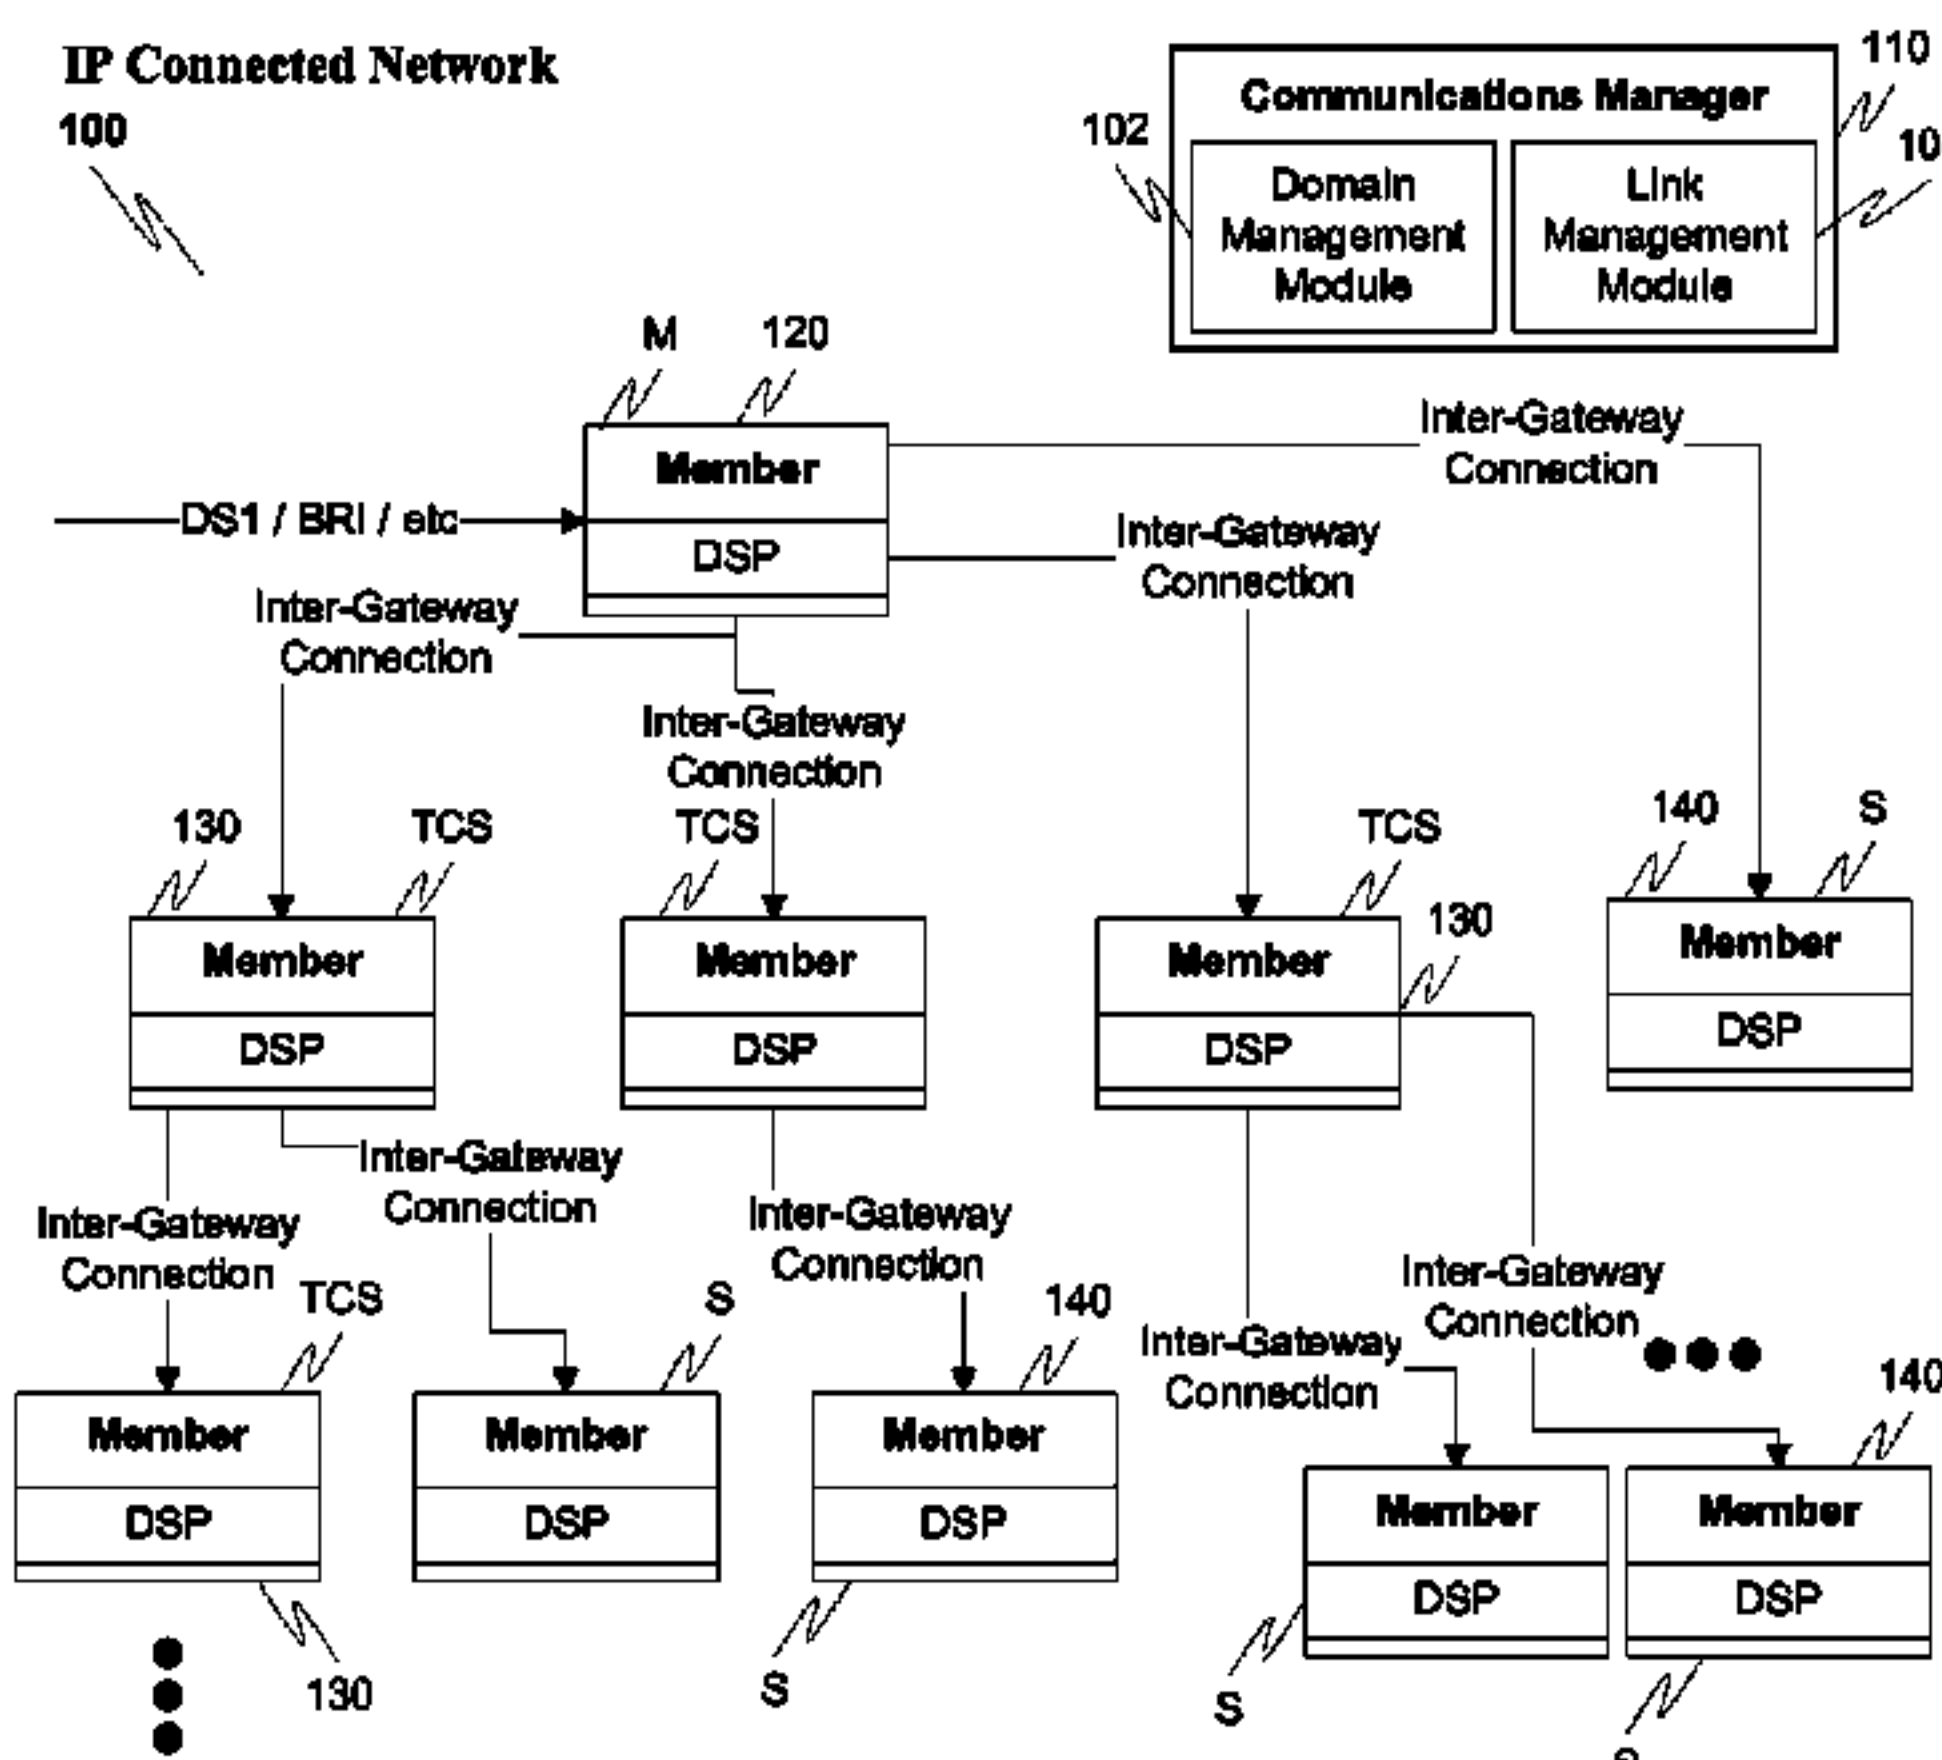 IP Connected Network
100
110
Communications Manager
102
10
Domain
Management
Module
Link
Management
Module
M
120
Member
DSP
DS1 / BRI / etc
Inter-Gateway
Connection
Inter-Gateway
Connection
Inter-Gateway
Connection
Inter-Gateway
Connection
130
TCS
TCS
TCS
130
140
S
Member
DSP
Member
DSP
Member
DSP
Member
DSP
Inter-Gateway
Connection
Inter-Gateway
Connection
Inter-Gateway
Connection
Inter-Gateway
Connection
Inter-Gateway
Connection
TCS
S
140
140
Member
DSP
Member
DSP
Member
DSP
Member
DSP
Member
DSP
130
S
S